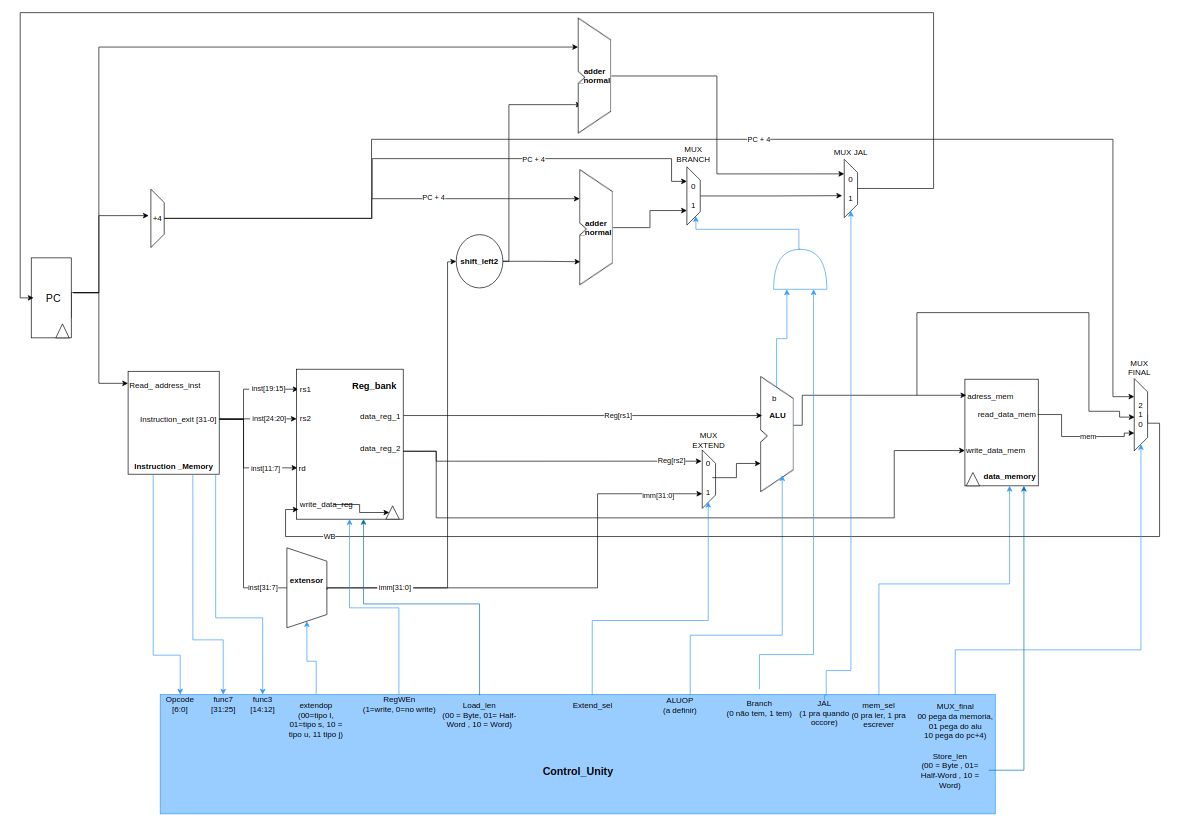 adder
normal
PC + 4
MUX
BRANCH
MUX JAL
PC + 4
0
1
PC + 4
0
1
+4
adder
normal
shift_left2
PC
MUX
FINAL
2
1
0
Read_ address_inst
Instruction_exit [31-0]
Instruction _Memory
inst[19:15]
inst[24:20]
inst[11:7]
rs1
rs2
rd
Reg_bank
data_reg_1
data_reg_2
write_data_reg
Reg[rs1]
Reg[rs2]
imm[31:0]
MUX
EXTEND
0
1
b
ALU
adress_mem
read_data_mem
write_data_mem
data_memory
mem
WB
inst[31:7]
extensor
imm[31:0]
Opcode
[6:0]
func7
[31:25]
func3
[14:12]
extendop
(00=tipo I,
01=tipo s, 10 =
tipo u, 11 tipo j)
RegWEn
(1=write, 0=no write)
Load_len
(00 = Byte, 01= Half-
Word , 10 = Word)
Extend_sel
ALUOP
(a definir)
Branch
(0 não tem, 1 tem)
JAL
(1 pra quando
occore)
mem_sel
(0 pra ler, 1 pra
escrever
MUX_final
00 pega da memoria,
01 pega do alu
10 pega do pc+4)
Store_len
(00 = Byte , 01=
Half-Word , 10 =
Word)
Control_Unity